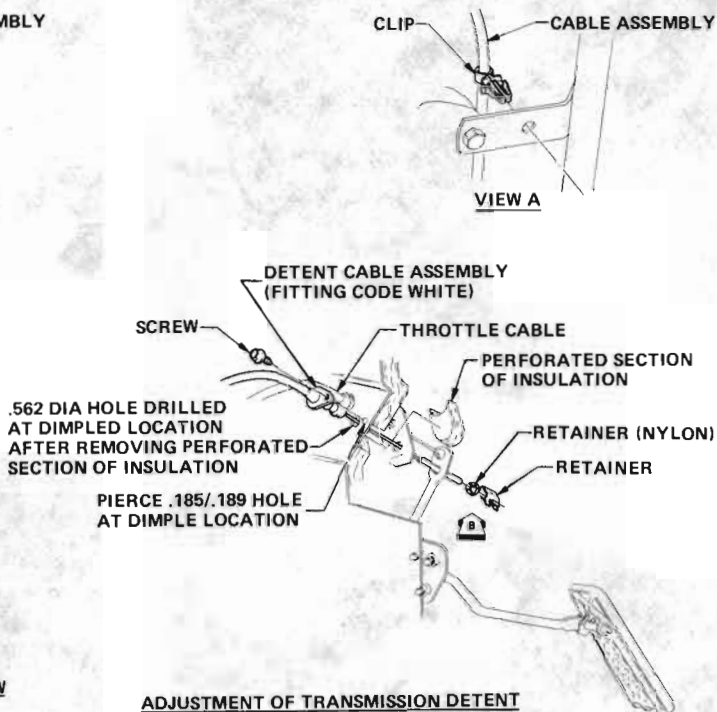 MBLY
CLIP
CABLE ASSEMBLY
VIEW A
DETENT CABLE ASSEMBLY
(FITTING CODE WHITE)
SCREW
THROTTLE CABLE
PERFORATED SECTION
OF INSULATION
.562 DIA HOLE DRILLED
AT DIMPLED LOCATION
AFTER REMOVING PERFORATED
SECTION OF INSULATION
RETAINER (NYLON)
RETAINER
PIERCE .185/.189 HOLE
AT DIMPLE LOCATION
B
W
ADJUSTMENT OF TRANSMISSION DETENT